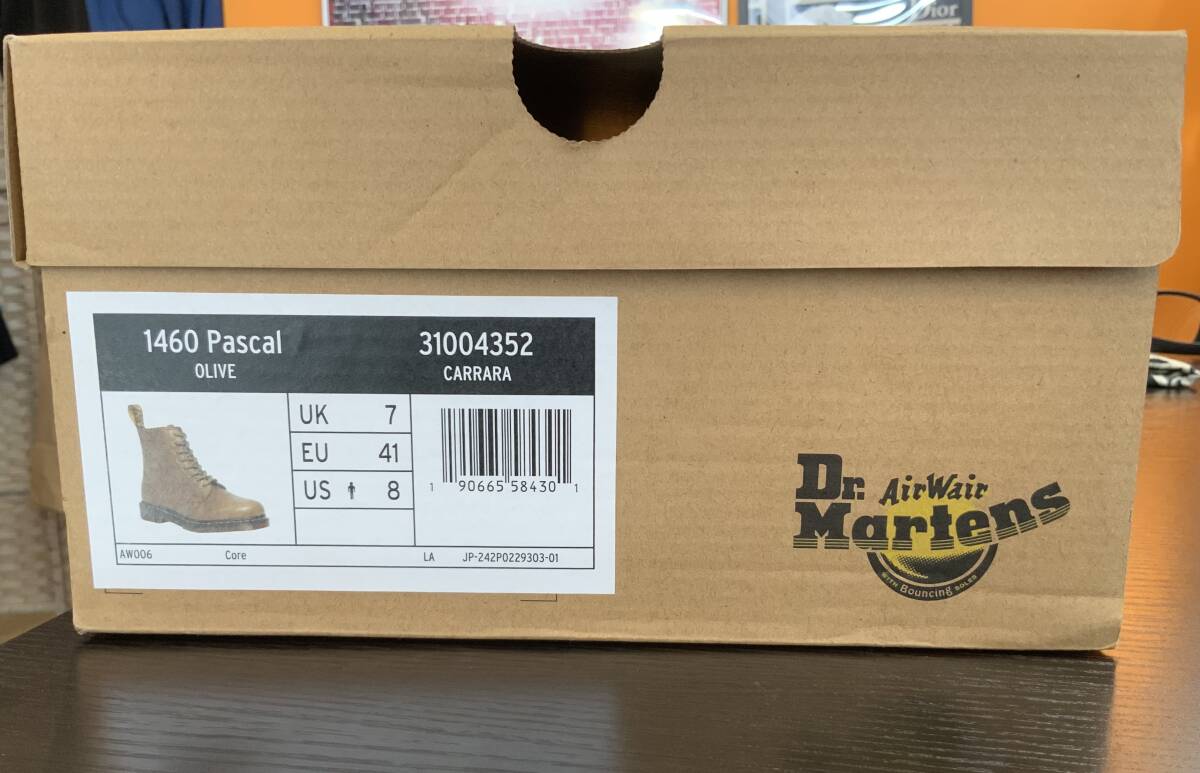 Dior
1460 Pascal
OLIVE
31004352
CARRARA
UK 7
EU 41
US 8
1 90665 58430 1
AW006 Core LA JP-242P0229303-01
Dr. AirWair
Martens
WITH Bouncing SOLES